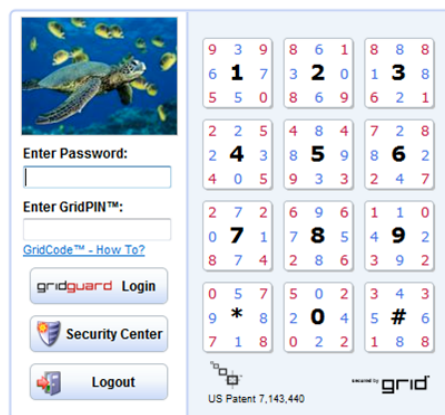 Enter Password:
Enter GridPIN™:
GridCode™ - How To?
gridguard Login
Security Center
Logout
9 3 9 8 6 1 8 8 8
6 1 7 3 2 0 1 3 8
5 5 0 8 6 9 6 2 1
2 2 5 4 8 4 7 2 8
2 4 3 8 5 9 8 6 2
4 0 5 9 3 3 2 4 7
2 7 2 6 9 6 1 1 0
0 7 1 7 8 5 4 9 2
8 7 4 2 8 6 3 9 2
0 5 7 5 0 2 3 4 3
9 * 8 2 0 4 5 # 6
7 1 8 0 2 2 1 8 8
secured by grid
US Patent 7,143,440